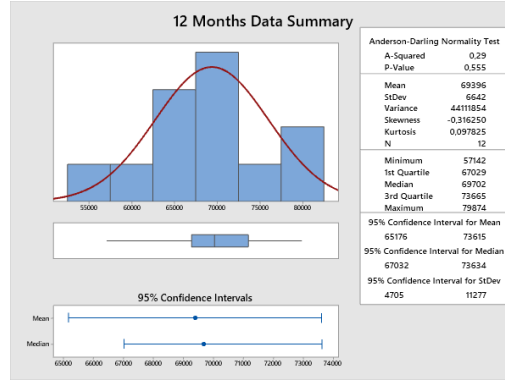 12 Months Data Summary
Anderson-Darling Normality Test
A-Squared 0,29
P-Value 0,555
Mean 69396
StDev 6642
Variance 44111854
Skewness -0,316250
Kurtosis 0,097825
N 12
Minimum 57142
1st Quartile 67029
Median 69702
3rd Quartile 73665
Maximum 79874
95% Confidence Interval for Mean
65176 73615
95% Confidence Interval for Median
67032 73634
95% Confidence Interval for StDev
4705 11277
55000 60000 65000 70000 75000 80000
95% Confidence Intervals
Mean
Median
65000 66000 67000 68000 69000 70000 71000 72000 73000 74000